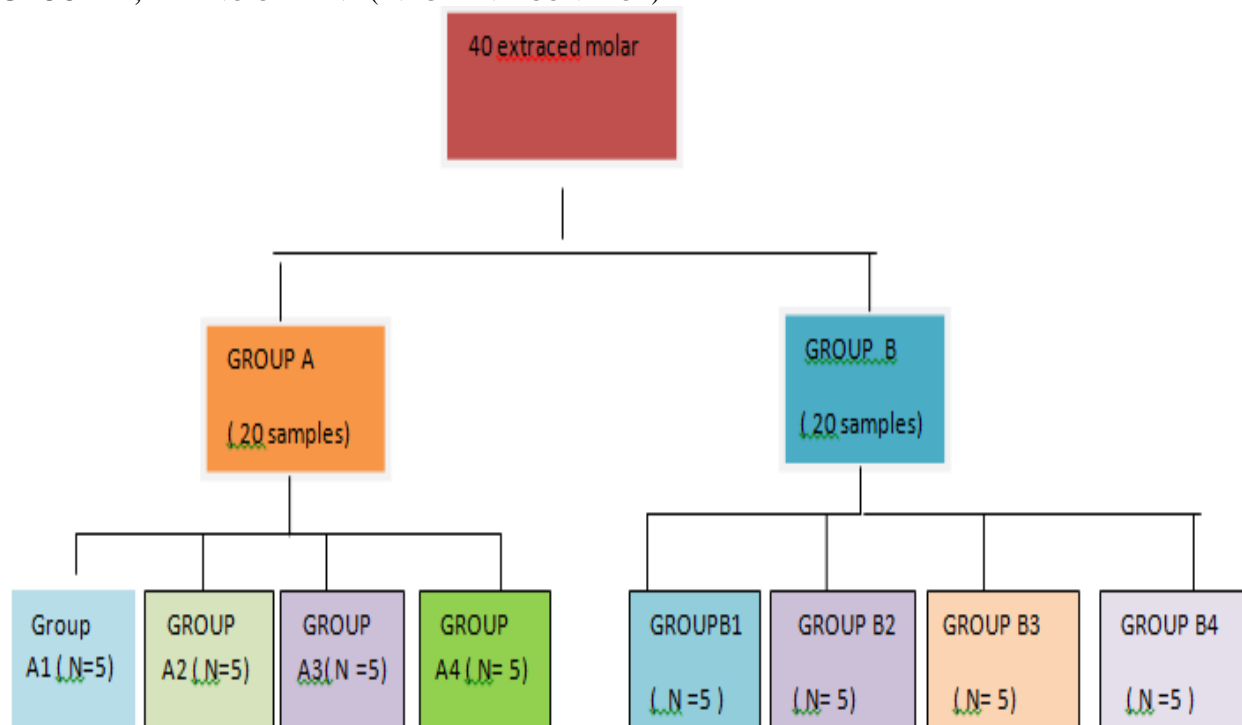 40 extraced molar
GROUP A
( 20 samples)
GROUP B
( 20 samples)
Group
A1 ( N=5)
GROUP
A2 ( N=5)
GROUP
A3( N =5)
GROUP
A4 ( N= 5)
GROUPB1
( N =5 )
GROUP B2
( N= 5)
GROUP B3
( N= 5)
GROUP B4
( N =5 )